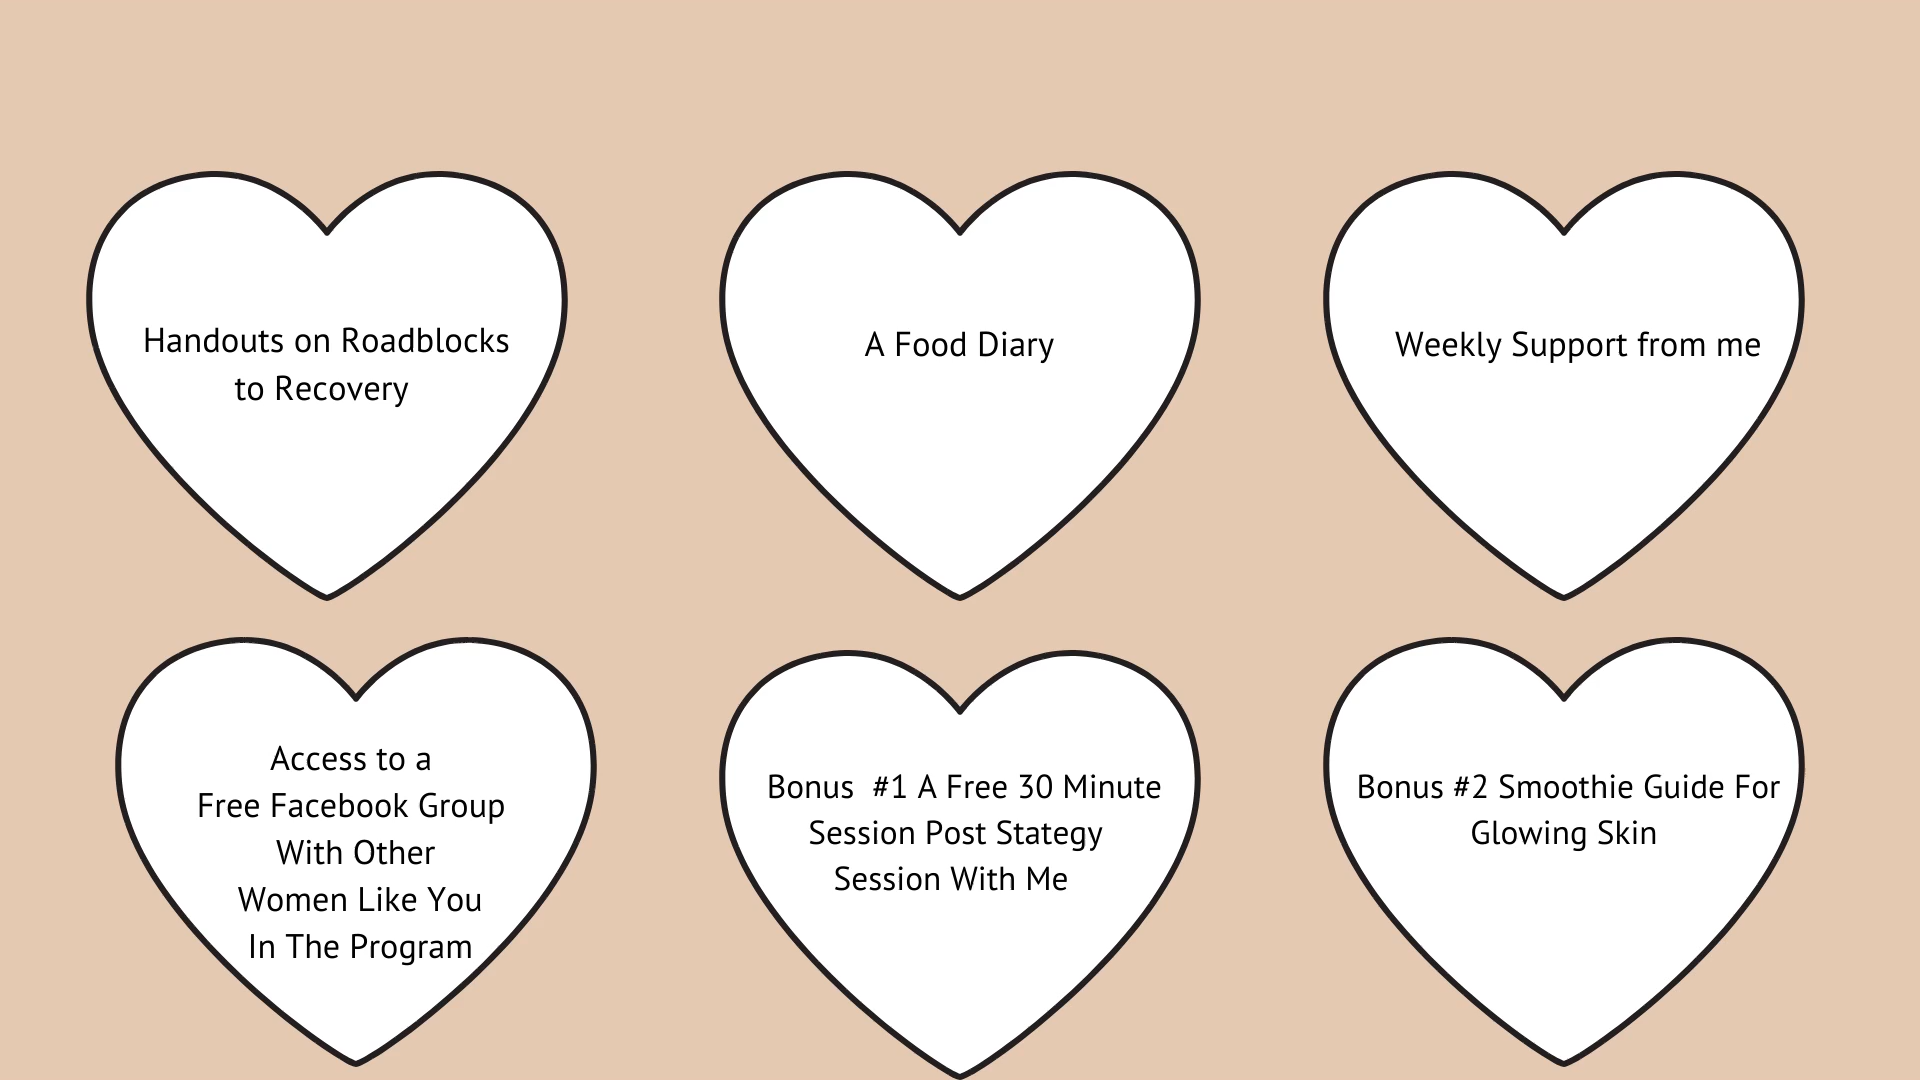 Handouts on Roadblocks
to Recovery
A Food Diary
Weekly Support from me
Access to a
Free Facebook Group
With Other
Women Like You
In The Program
Bonus  #1 A Free 30 Minute
Session Post Stategy
Session With Me
Bonus #2 Smoothie Guide For
Glowing Skin